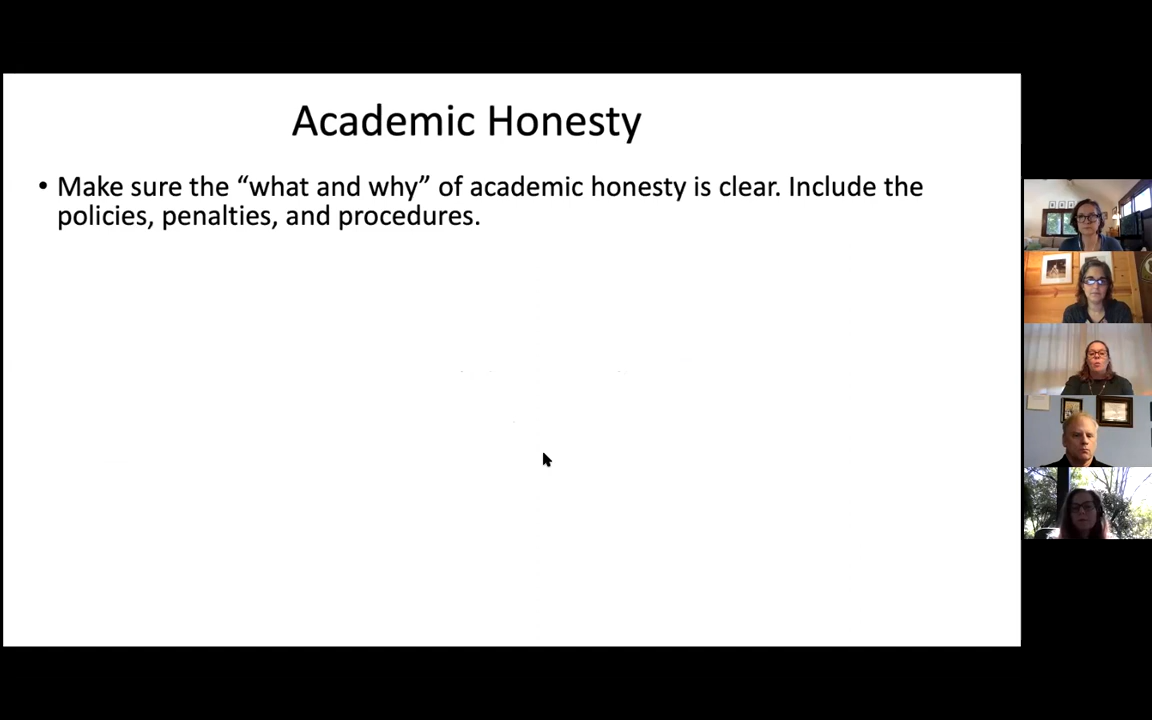 Academic Honesty
• Make sure the “what and why” of academic honesty is clear. Include the
policies, penalties, and procedures.